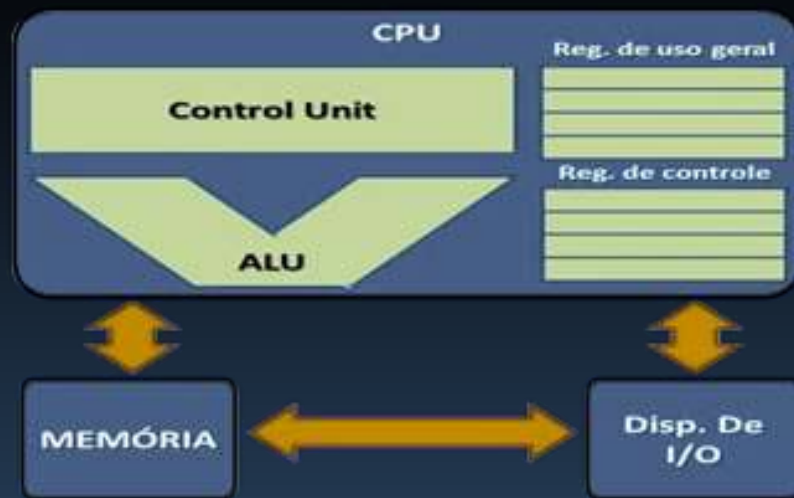 CPU
Reg. de uso geral
Control Unit
Reg. de controle
ALU
MEMÓRIA
Disp. De
I/O